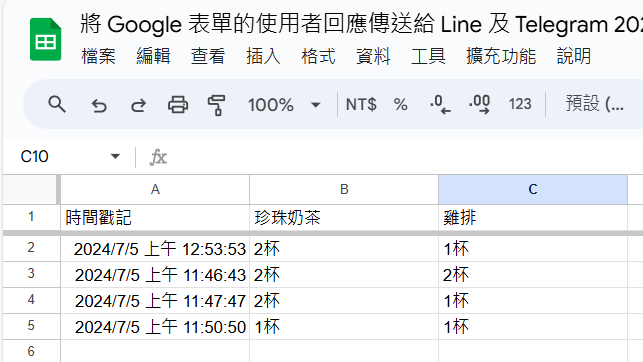 將 Google 表單的使用者回應傳送給 Line 及 Telegram 202
檔案 編輯 查看 插入 格式 資料 工具 擴充功能 說明
100% NT$ % .0 .00 123 預設 (...
C10 fx
A B C
1 時間戳記 珍珠奶茶 雞排
2 2024/7/5 上午 12:53:53 2杯 1杯
3 2024/7/5 上午 11:46:43 2杯 2杯
4 2024/7/5 上午 11:47:47 2杯 1杯
5 2024/7/5 上午 11:50:50 1杯 1杯
6